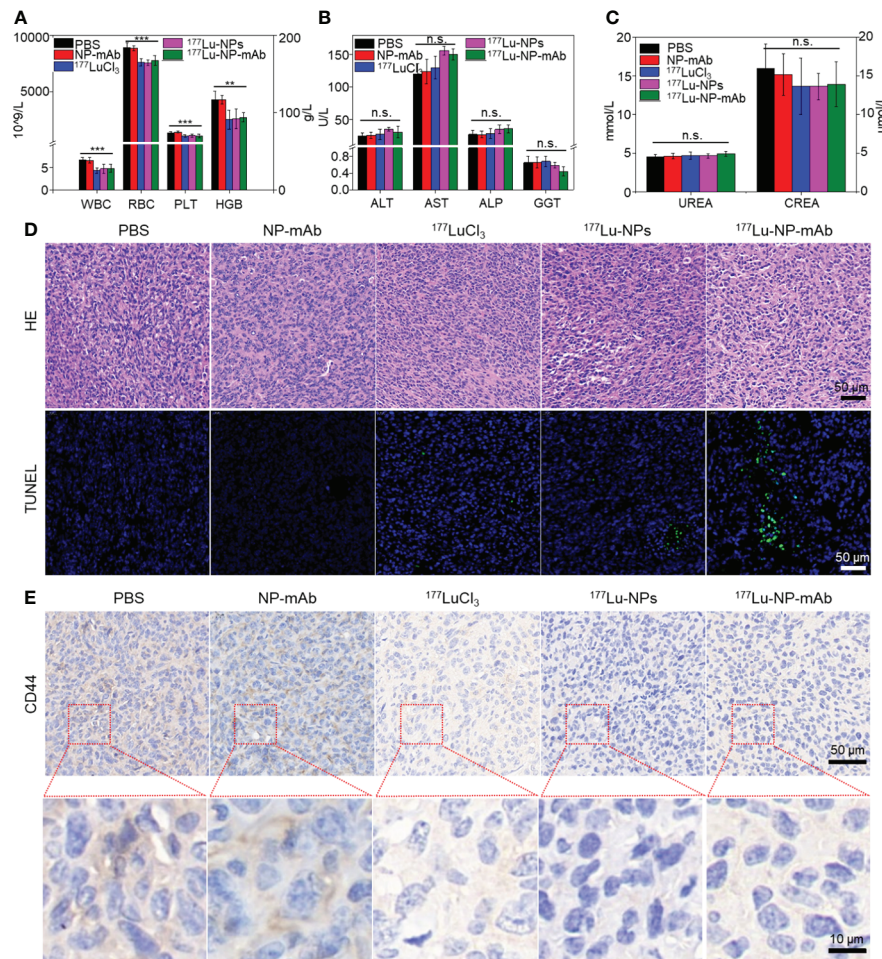 A
10000
5000
5
0
10^9/L
PBS
NP-mAb
¹⁷⁷LuCl₃
¹⁷⁷Lu-NPs
¹⁷⁷Lu-NP-mAb
***
***
***
**
200
100
0
g/L
WBC RBC PLT HGB
B
150
100
50
0.8
0.4
0.0
U/L
PBS
NP-mAb
¹⁷⁷LuCl₃
¹⁷⁷Lu-NPs
¹⁷⁷Lu-NP-mAb
n.s.
n.s.
n.s.
n.s.
ALT AST ALP GGT
C
20
15
10
5
0
mmol/L
PBS
NP-mAb
¹⁷⁷LuCl₃
¹⁷⁷Lu-NPs
¹⁷⁷Lu-NP-mAb
n.s.
n.s.
20
15
10
5
0
UREA CREA
D
PBS NP-mAb ¹⁷⁷LuCl₃ ¹⁷⁷Lu-NPs ¹⁷⁷Lu-NP-mAb
HE
50 µm
TUNEL
50 µm
E
PBS NP-mAb ¹⁷⁷LuCl₃ ¹⁷⁷Lu-NPs ¹⁷⁷Lu-NP-mAb
CD44
50 µm
10 µm